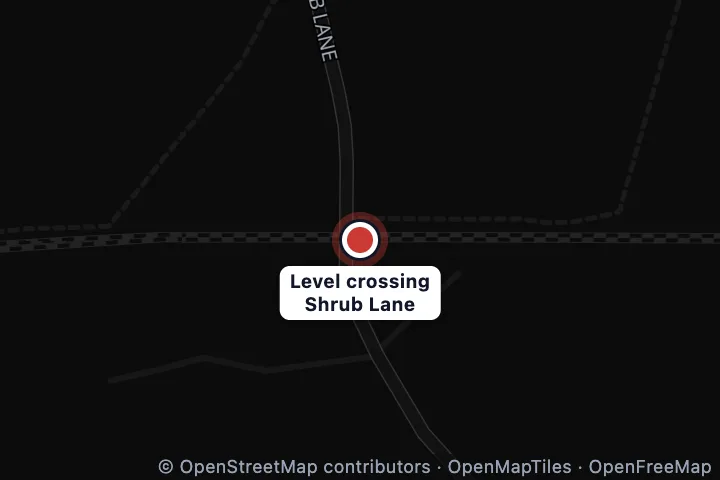 B LANE
Level crossing
Shrub Lane
© OpenStreetMap contributors · OpenMapTiles · OpenFreeMap